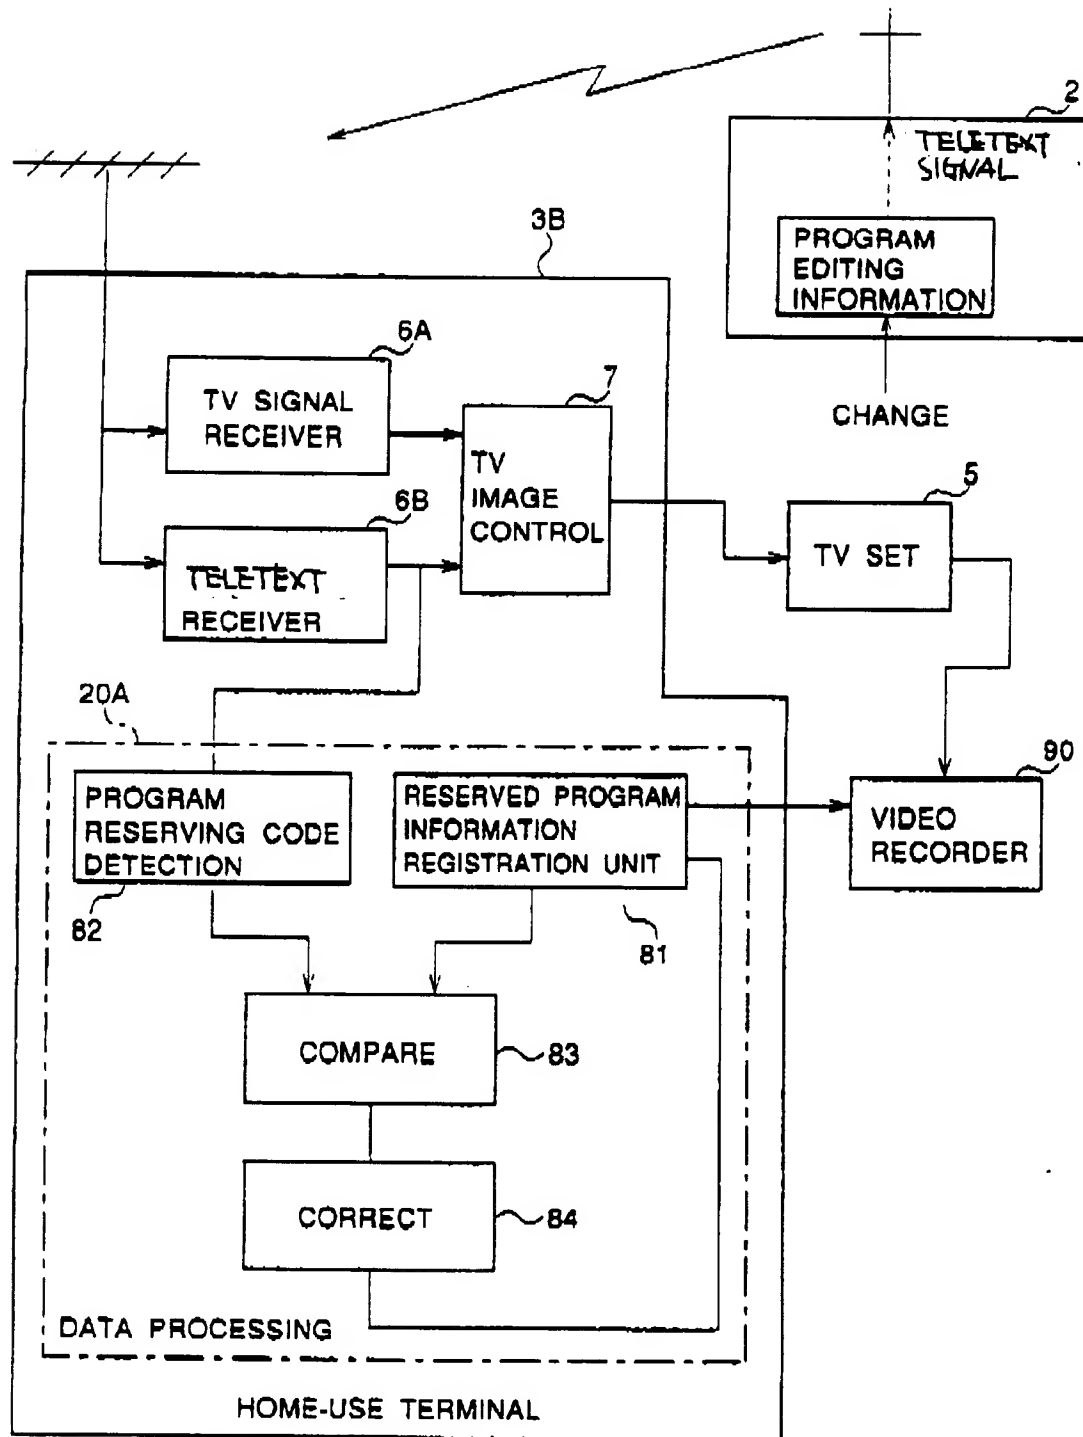 2
TELETEXT
SIGNAL
PROGRAM
EDITING
INFORMATION
CHANGE
3B
6A
TV SIGNAL
RECEIVER
7
TV
IMAGE
CONTROL
6B
TELETEXT
RECEIVER
5
TV SET
20A
PROGRAM
RESERVING CODE
DETECTION
82
RESERVED PROGRAM
INFORMATION
REGISTRATION UNIT
81
90
VIDEO
RECORDER
COMPARE
83
CORRECT
84
DATA PROCESSING
HOME-USE TERMINAL